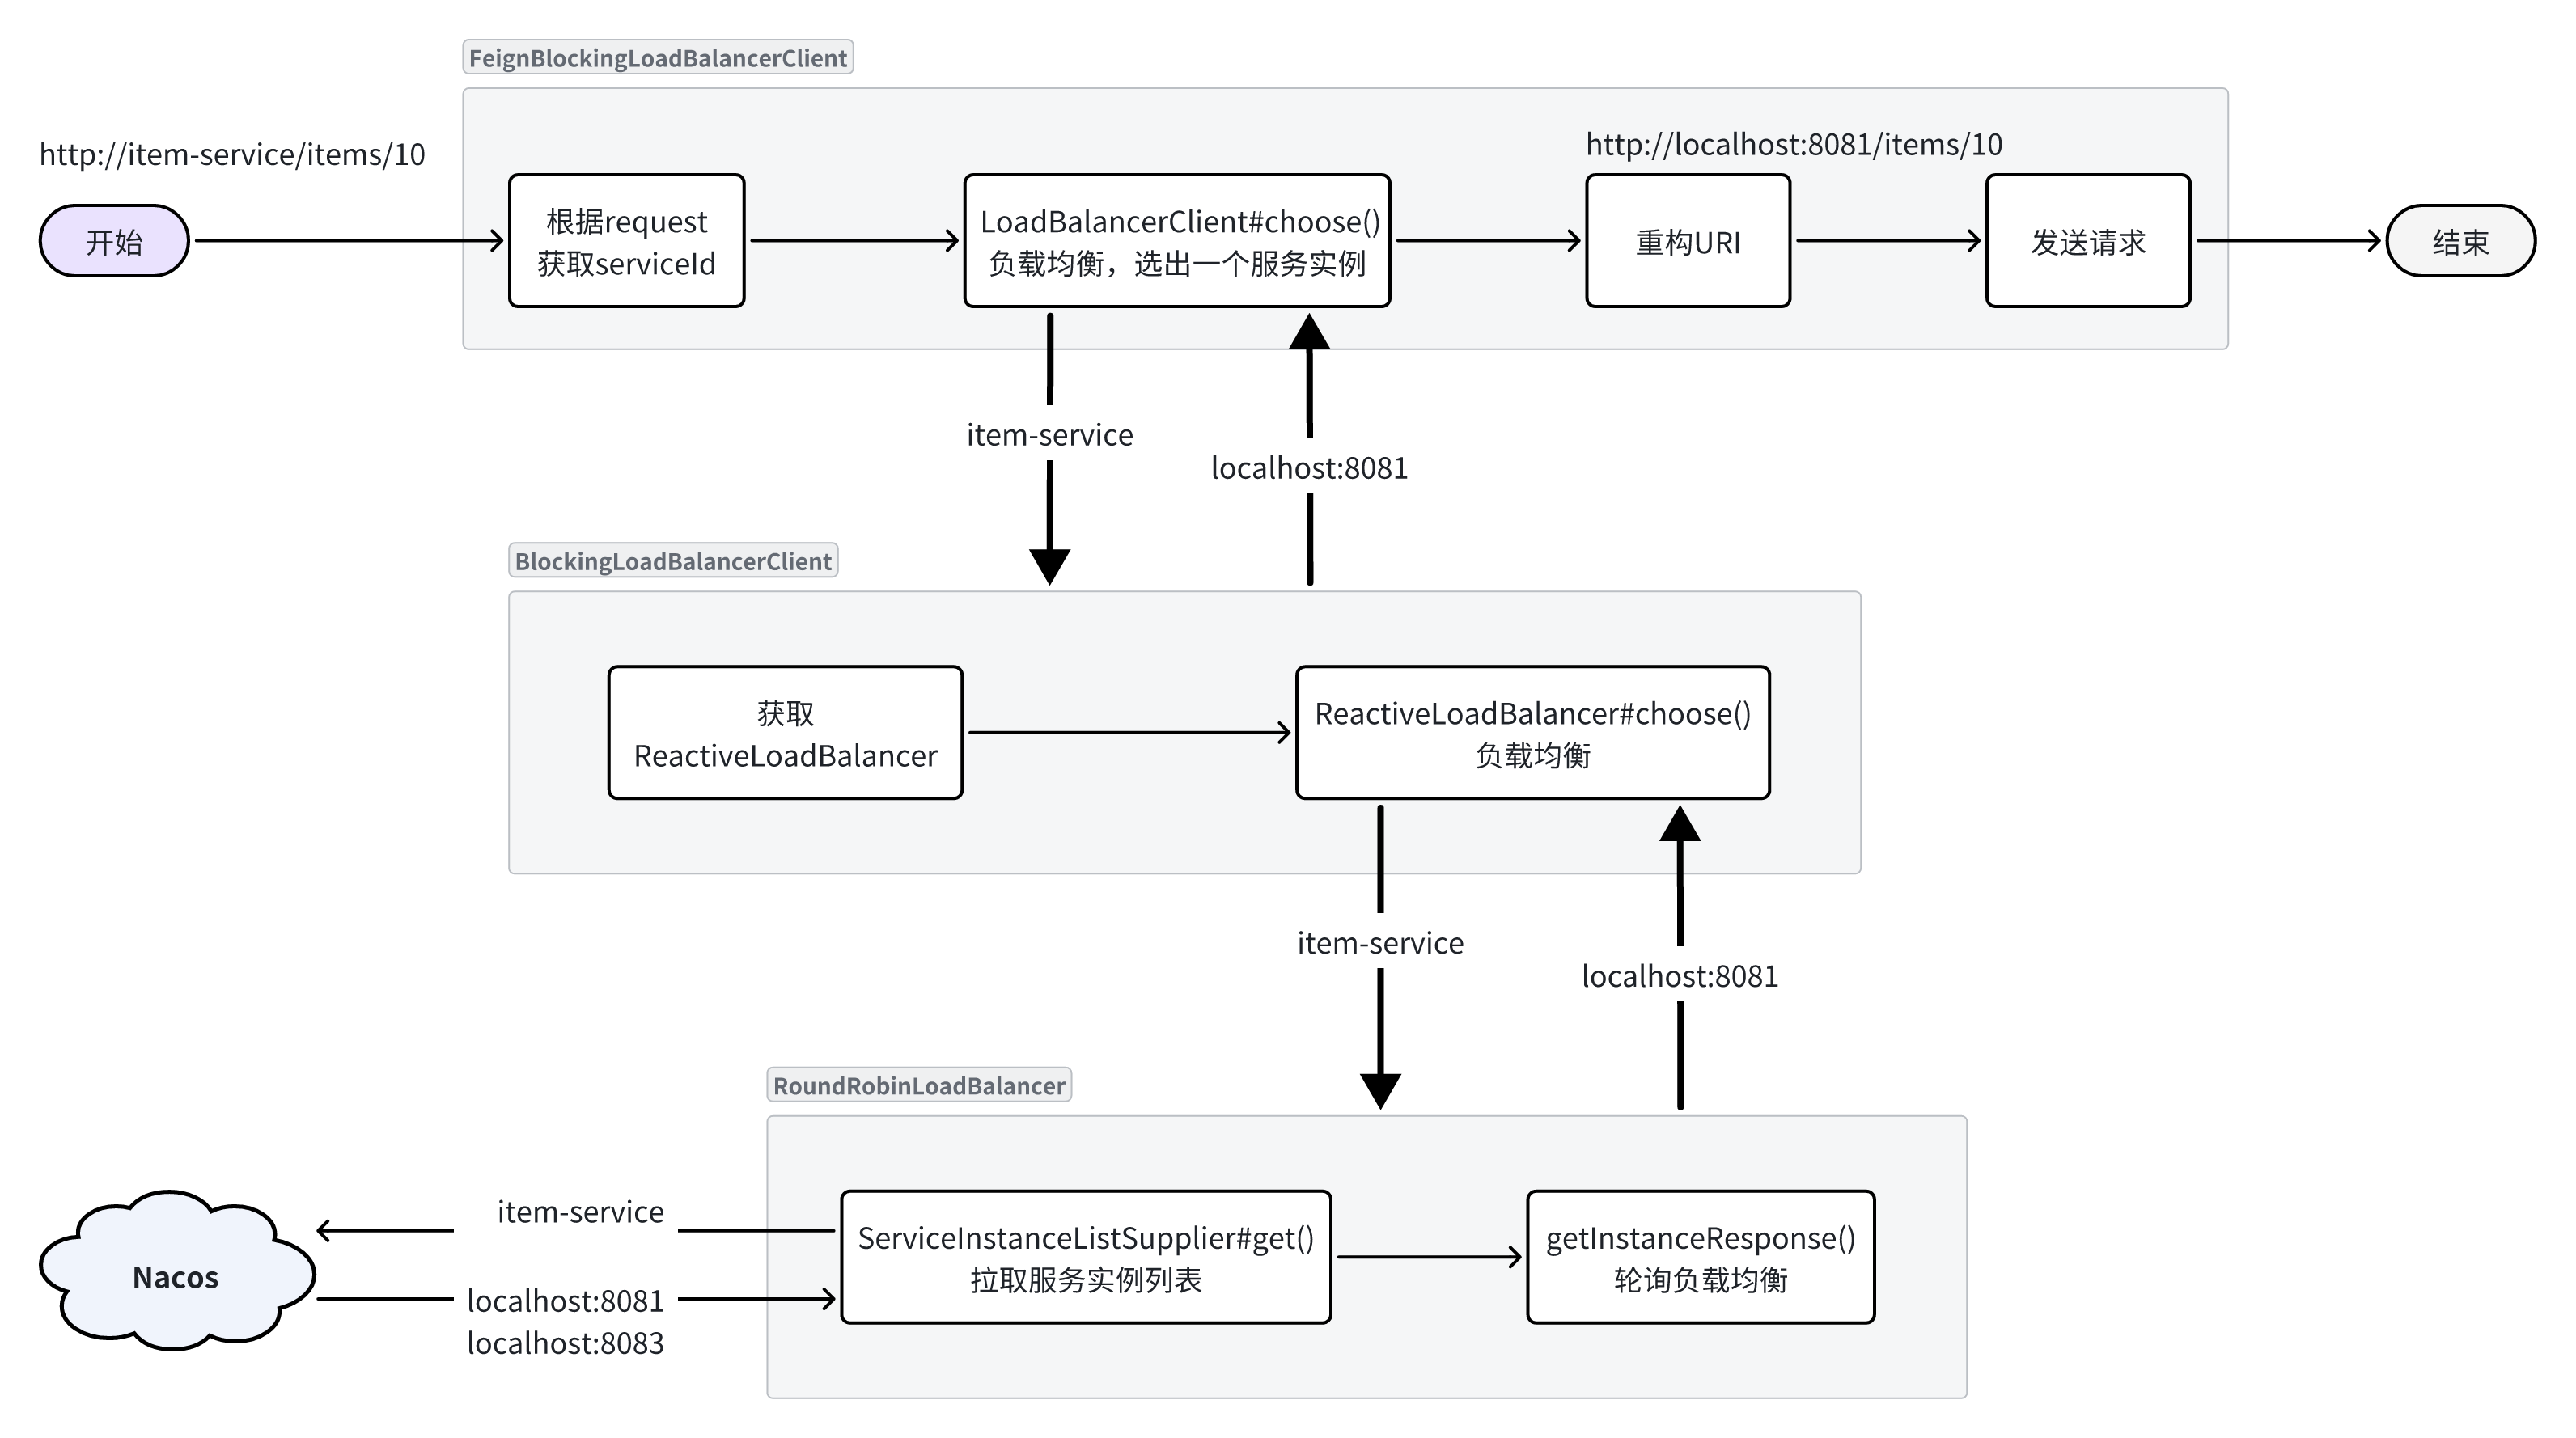 FeignBlockingLoadBalancerClient
http://item-service/items/10
http://localhost:8081/items/10
开始
根据request
获取serviceId
LoadBalancerClient#choose()
负载均衡，选出一个服务实例
重构URI
发送请求
结束
item-service
localhost:8081
BlockingLoadBalancerClient
获取
ReactiveLoadBalancer
ReactiveLoadBalancer#choose()
负载均衡
item-service
localhost:8081
RoundRobinLoadBalancer
Nacos
item-service
localhost:8081
localhost:8083
ServiceInstanceListSupplier#get()
拉取服务实例列表
getInstanceResponse()
轮询负载均衡